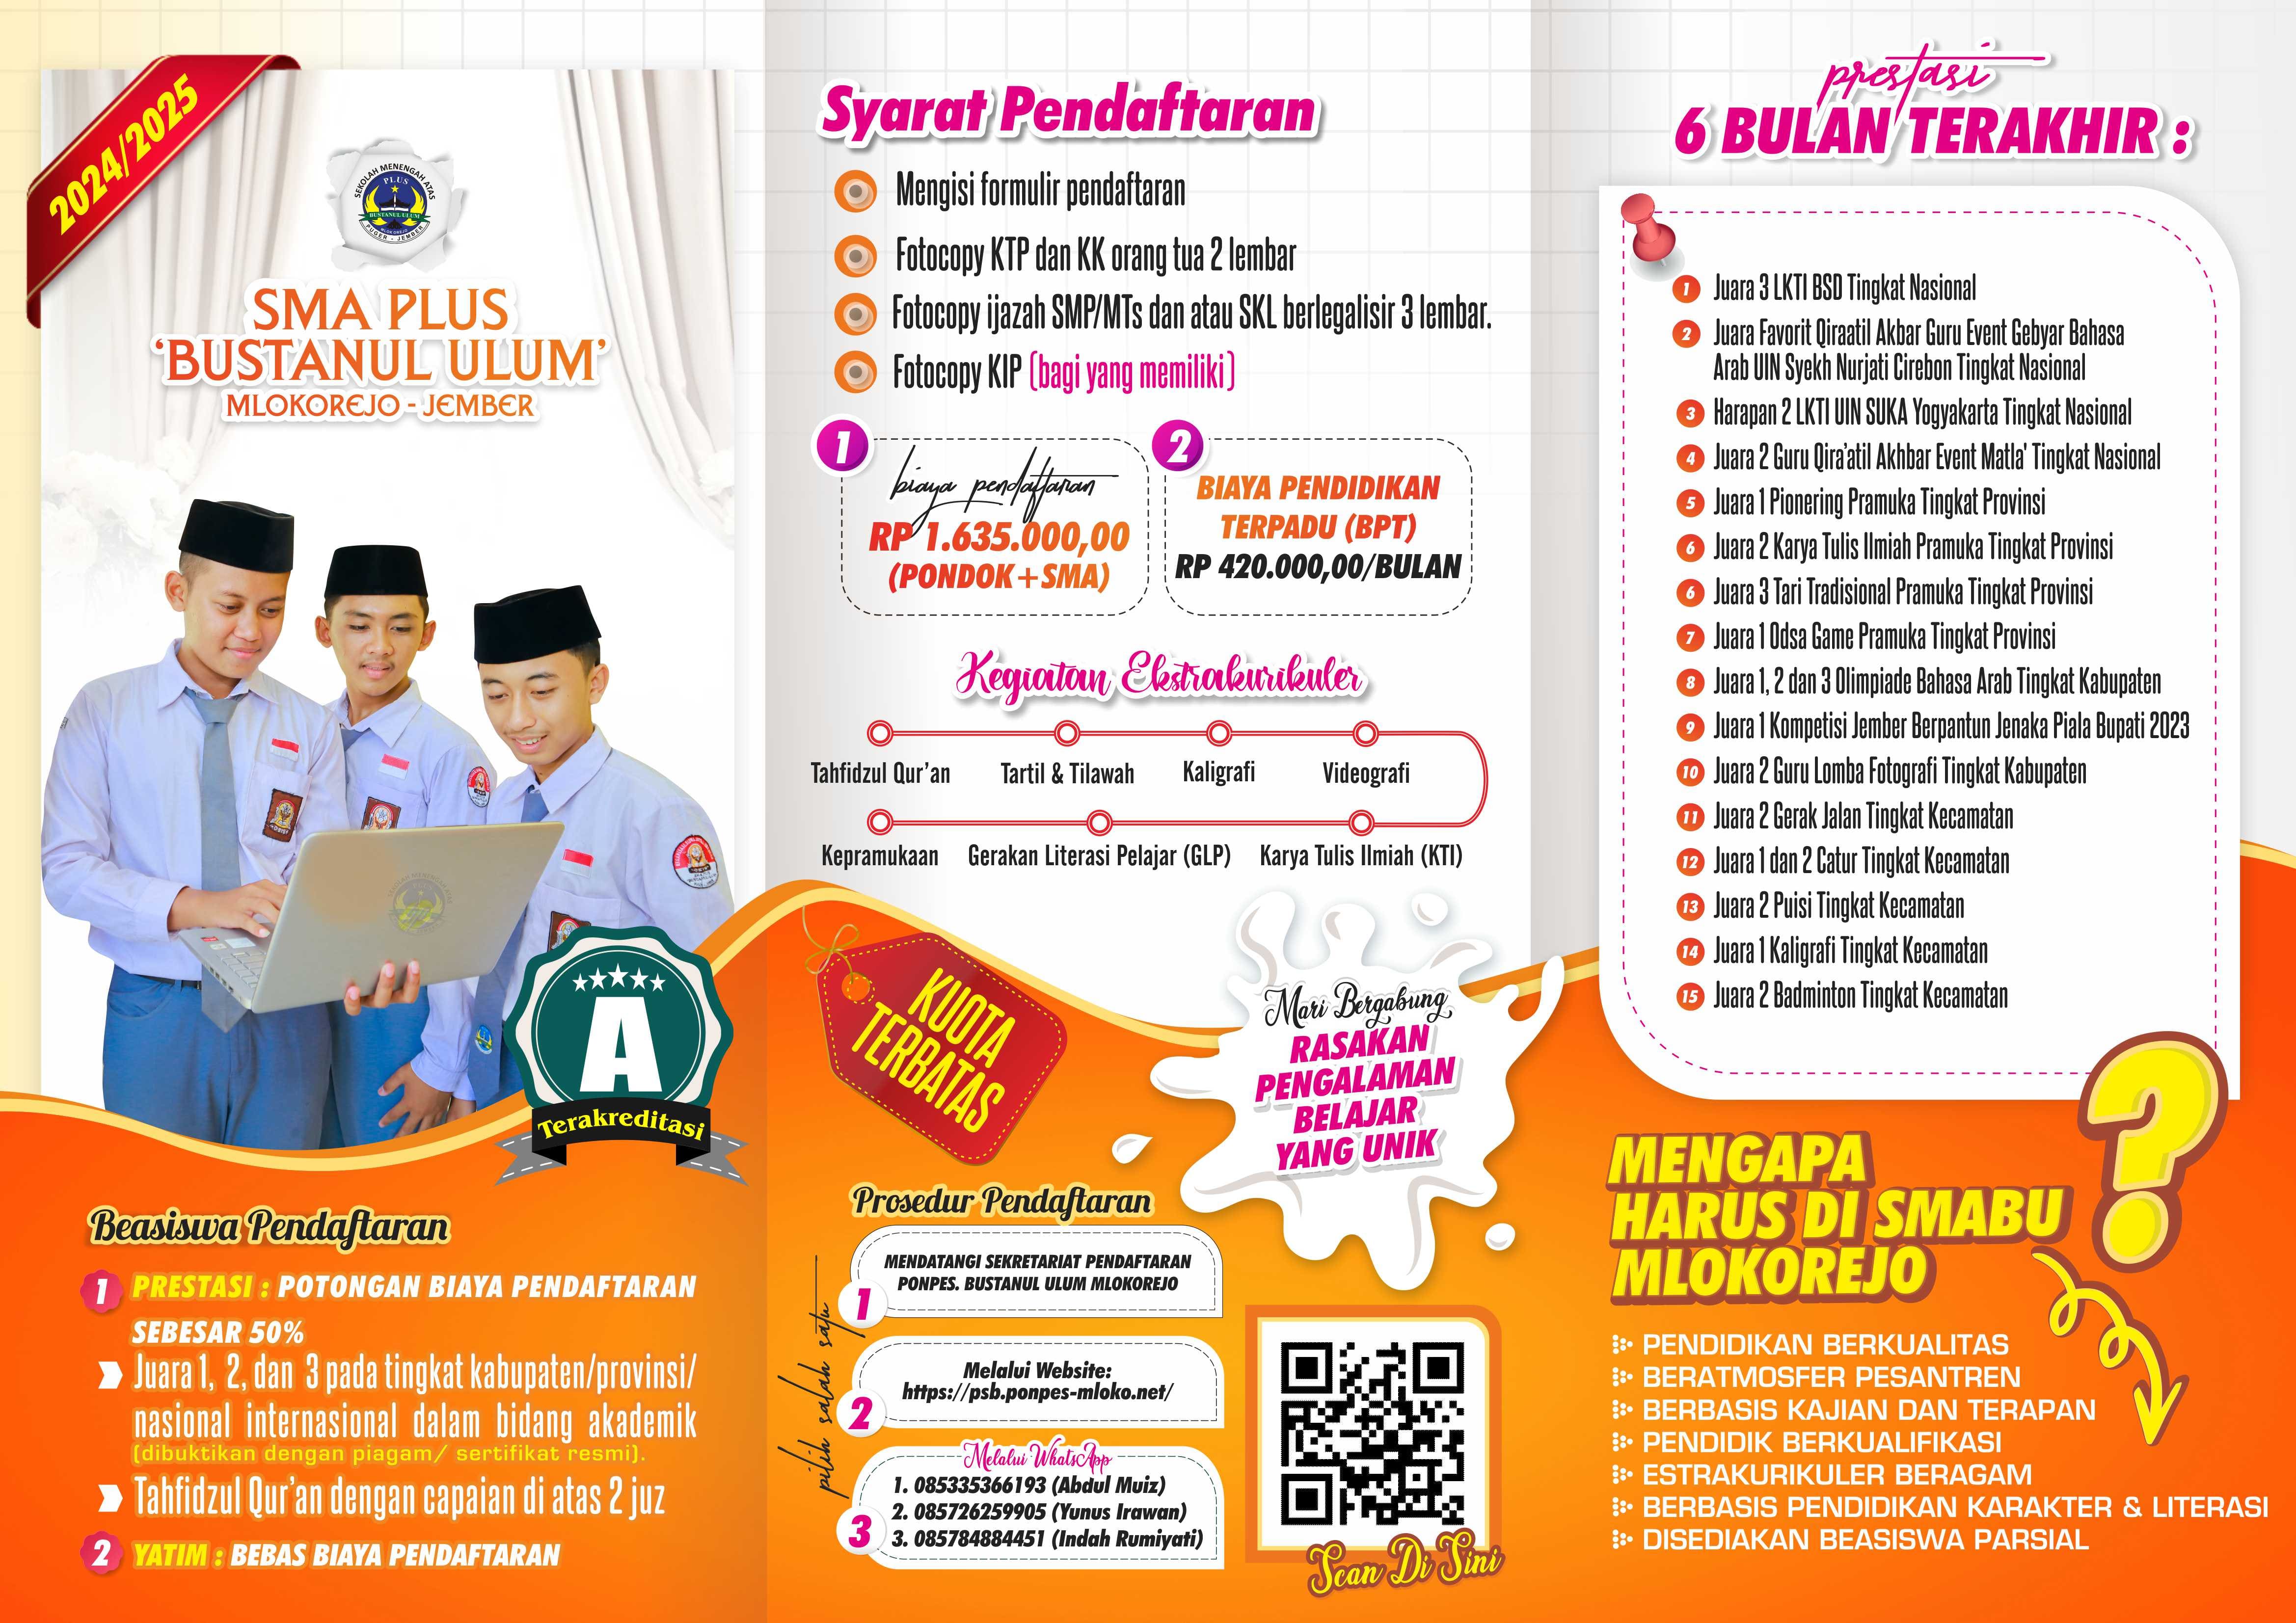 2024/2025
SEKOLAH MENENGAH ATAS
PLUS
BUSTANUL ULUM
MLOKOREJO
PUGER - JEMBER
SMA PLUS
'BUSTANUL ULUM'
MLOKOREJO - JEMBER
A
Terakreditasi
Beasiswa Pendaftaran
1 PRESTASI : POTONGAN BIAYA PENDAFTARAN
SEBESAR 50%
Juara 1, 2, dan 3 pada tingkat kabupaten/provinsi/
nasional internasional dalam bidang akademik
(dibuktikan dengan piagam/ sertifikat resmi).
Tahfidzul Qur'an dengan capaian di atas 2 juz
2 YATIM : BEBAS BIAYA PENDAFTARAN
Syarat Pendaftaran
Mengisi formulir pendaftaran
Fotocopy KTP dan KK orang tua 2 lembar
Fotocopy ijazah SMP/MTs dan atau SKL berlegalisir 3 lembar.
Fotocopy KIP (bagi yang memiliki)
1
biaya pendaftaran
RP 1.635.000,00
(PONDOK+SMA)
2
BIAYA PENDIDIKAN
TERPADU (BPT)
RP 420.000,00/BULAN
Kegiatan Ekstrakurikuler
Tahfidzul Qur'an Tartil & Tilawah Kaligrafi Videografi
Kepramukaan Gerakan Literasi Pelajar (GLP) Karya Tulis Ilmiah (KTI)
KUOTA
TERBATAS
Mari Bergabung
RASAKAN
PENGALAMAN
BELAJAR
YANG UNIK
Prosedur Pendaftaran
pilih salah satu
1
MENDATANGI SEKRETARIAT PENDAFTARAN
PONPES. BUSTANUL ULUM MLOKOREJO
2
Melalui Website:
https://psb.ponpes-mloko.net/
3
Melalui WhatsApp
1. 085335366193 (Abdul Muiz)
2. 085726259905 (Yunus Irawan)
3. 085784884451 (Indah Rumiyati)
Scan Di Sini
prestasi
6 BULAN TERAKHIR :
1 Juara 3 LKTI BSD Tingkat Nasional
2 Juara Favorit Qiraatil Akbar Guru Event Gebyar Bahasa
Arab UIN Syekh Nurjati Cirebon Tingkat Nasional
3 Harapan 2 LKTI UIN SUKA Yogyakarta Tingkat Nasional
4 Juara 2 Guru Qira'atil Akhbar Event Matla' Tingkat Nasional
5 Juara 1 Pionering Pramuka Tingkat Provinsi
6 Juara 2 Karya Tulis Ilmiah Pramuka Tingkat Provinsi
6 Juara 3 Tari Tradisional Pramuka Tingkat Provinsi
7 Juara 1 Odsa Game Pramuka Tingkat Provinsi
8 Juara 1, 2 dan 3 Olimpiade Bahasa Arab Tingkat Kabupaten
9 Juara 1 Kompetisi Jember Berpantun Jenaka Piala Bupati 2023
10 Juara 2 Guru Lomba Fotografi Tingkat Kabupaten
11 Juara 2 Gerak Jalan Tingkat Kecamatan
12 Juara 1 dan 2 Catur Tingkat Kecamatan
13 Juara 2 Puisi Tingkat Kecamatan
14 Juara 1 Kaligrafi Tingkat Kecamatan
15 Juara 2 Badminton Tingkat Kecamatan
MENGAPA
HARUS DI SMABU
MLOKOREJO
?
PENDIDIKAN BERKUALITAS
BERATMOSFER PESANTREN
BERBASIS KAJIAN DAN TERAPAN
PENDIDIK BERKUALIFIKASI
ESTRAKURIKULER BERAGAM
BERBASIS PENDIDIKAN KARAKTER & LITERASI
DISEDIAKAN BEASISWA PARSIAL